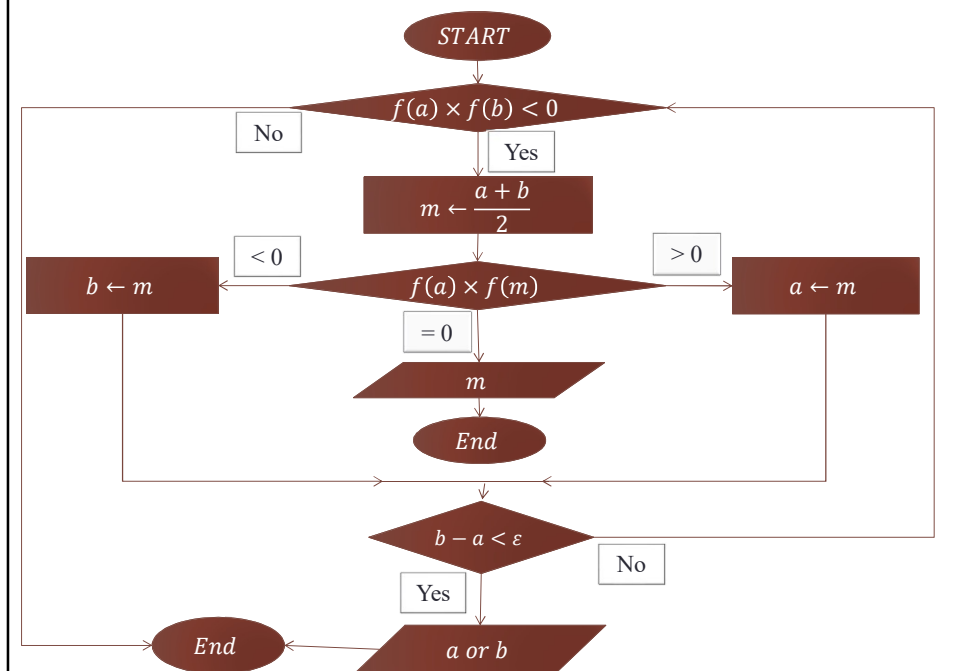 START
f(a) × f(b) < 0
No
Yes
m ← (a + b)/2
< 0
> 0
b ← m
f(a) × f(m)
a ← m
= 0
m
End
b − a < ε
No
Yes
End
a or b